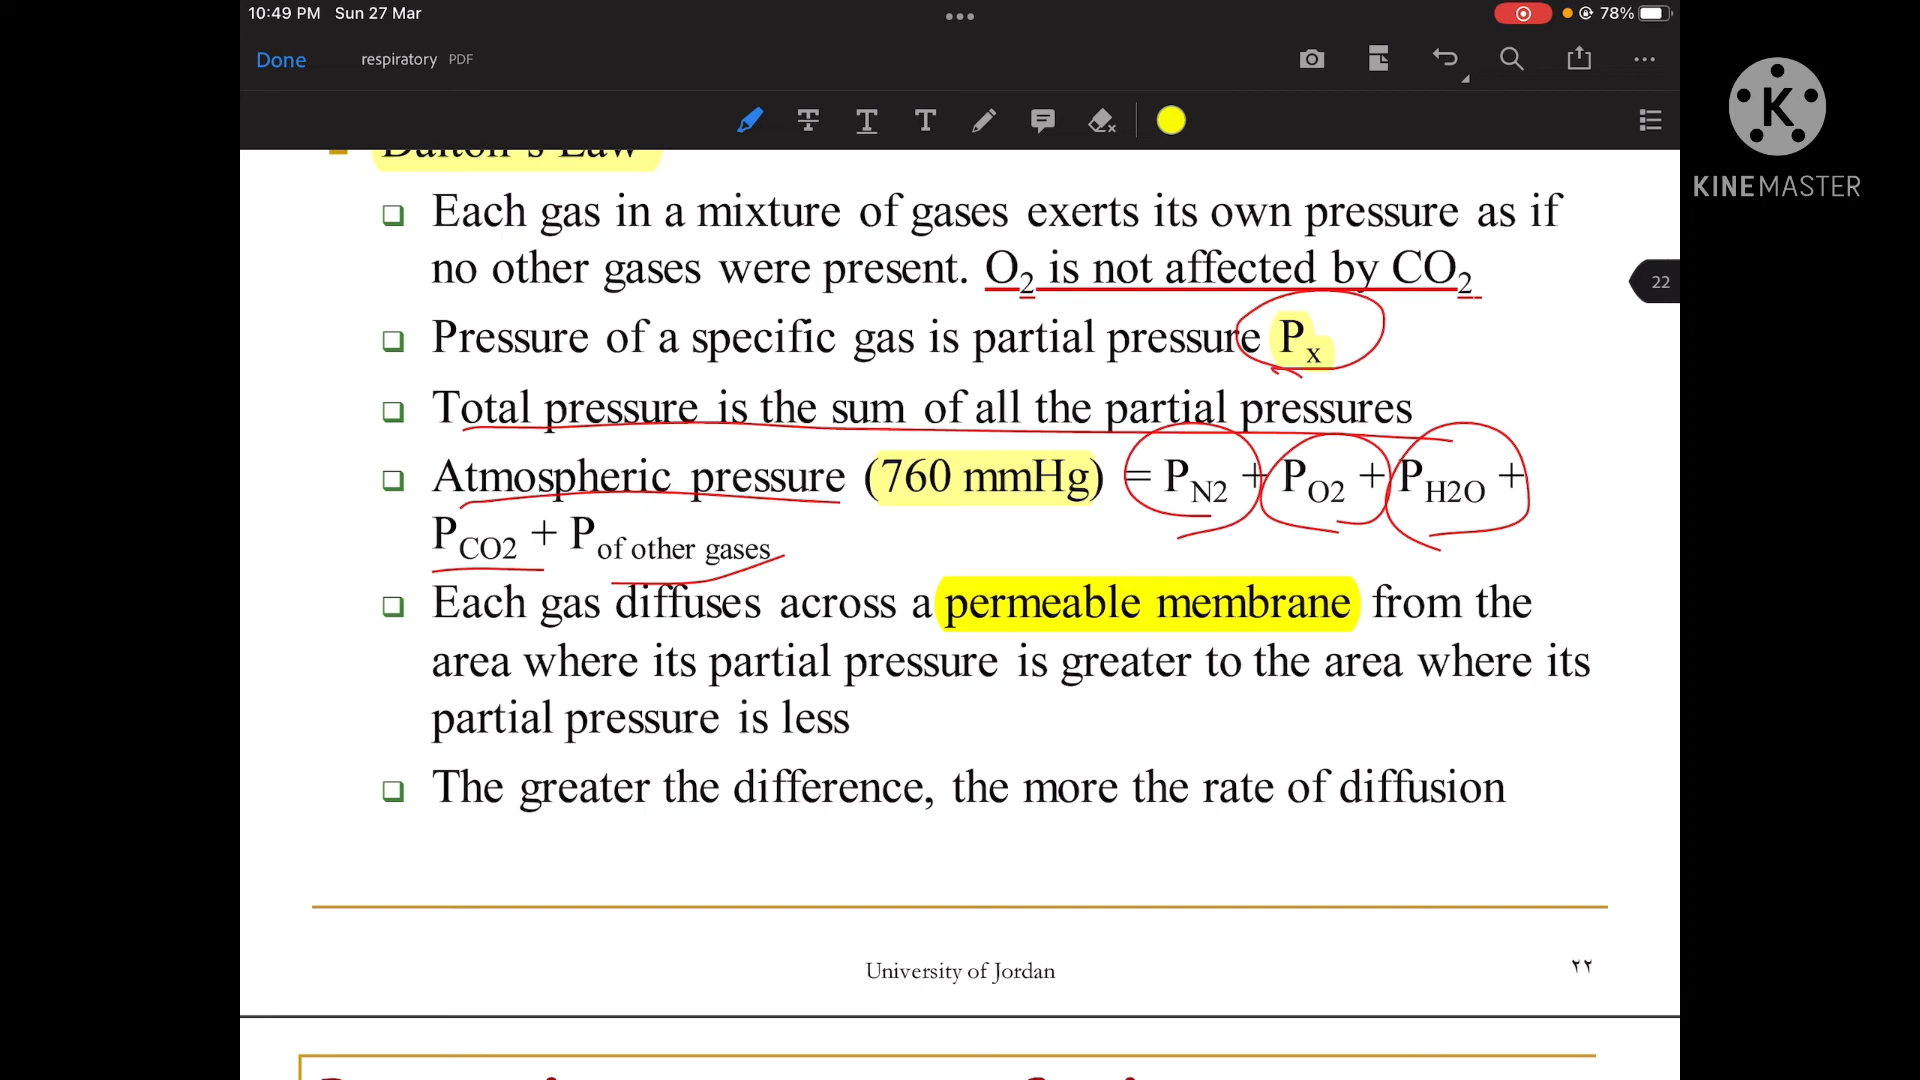 10:49 PM Sun 27 Mar
78%
Done
respiratory PDF
KINEMASTER
22
Dalton's Law
Each gas in a mixture of gases exerts its own pressure as if
no other gases were present. O2 is not affected by CO2
Pressure of a specific gas is partial pressure Px
Total pressure is the sum of all the partial pressures
Atmospheric pressure (760 mmHg) = PN2 + PO2 + PH2O +
PCO2 + Pof other gases
Each gas diffuses across a permeable membrane from the
area where its partial pressure is greater to the area where its
partial pressure is less
The greater the difference, the more the rate of diffusion
University of Jordan
٢٢